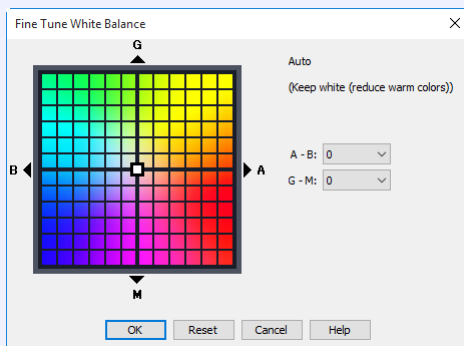 Fine Tune White Balance
G
Auto
(Keep white (reduce warm colors))
B
A
A - B: 0
G - M: 0
M
OK
Reset
Cancel
Help